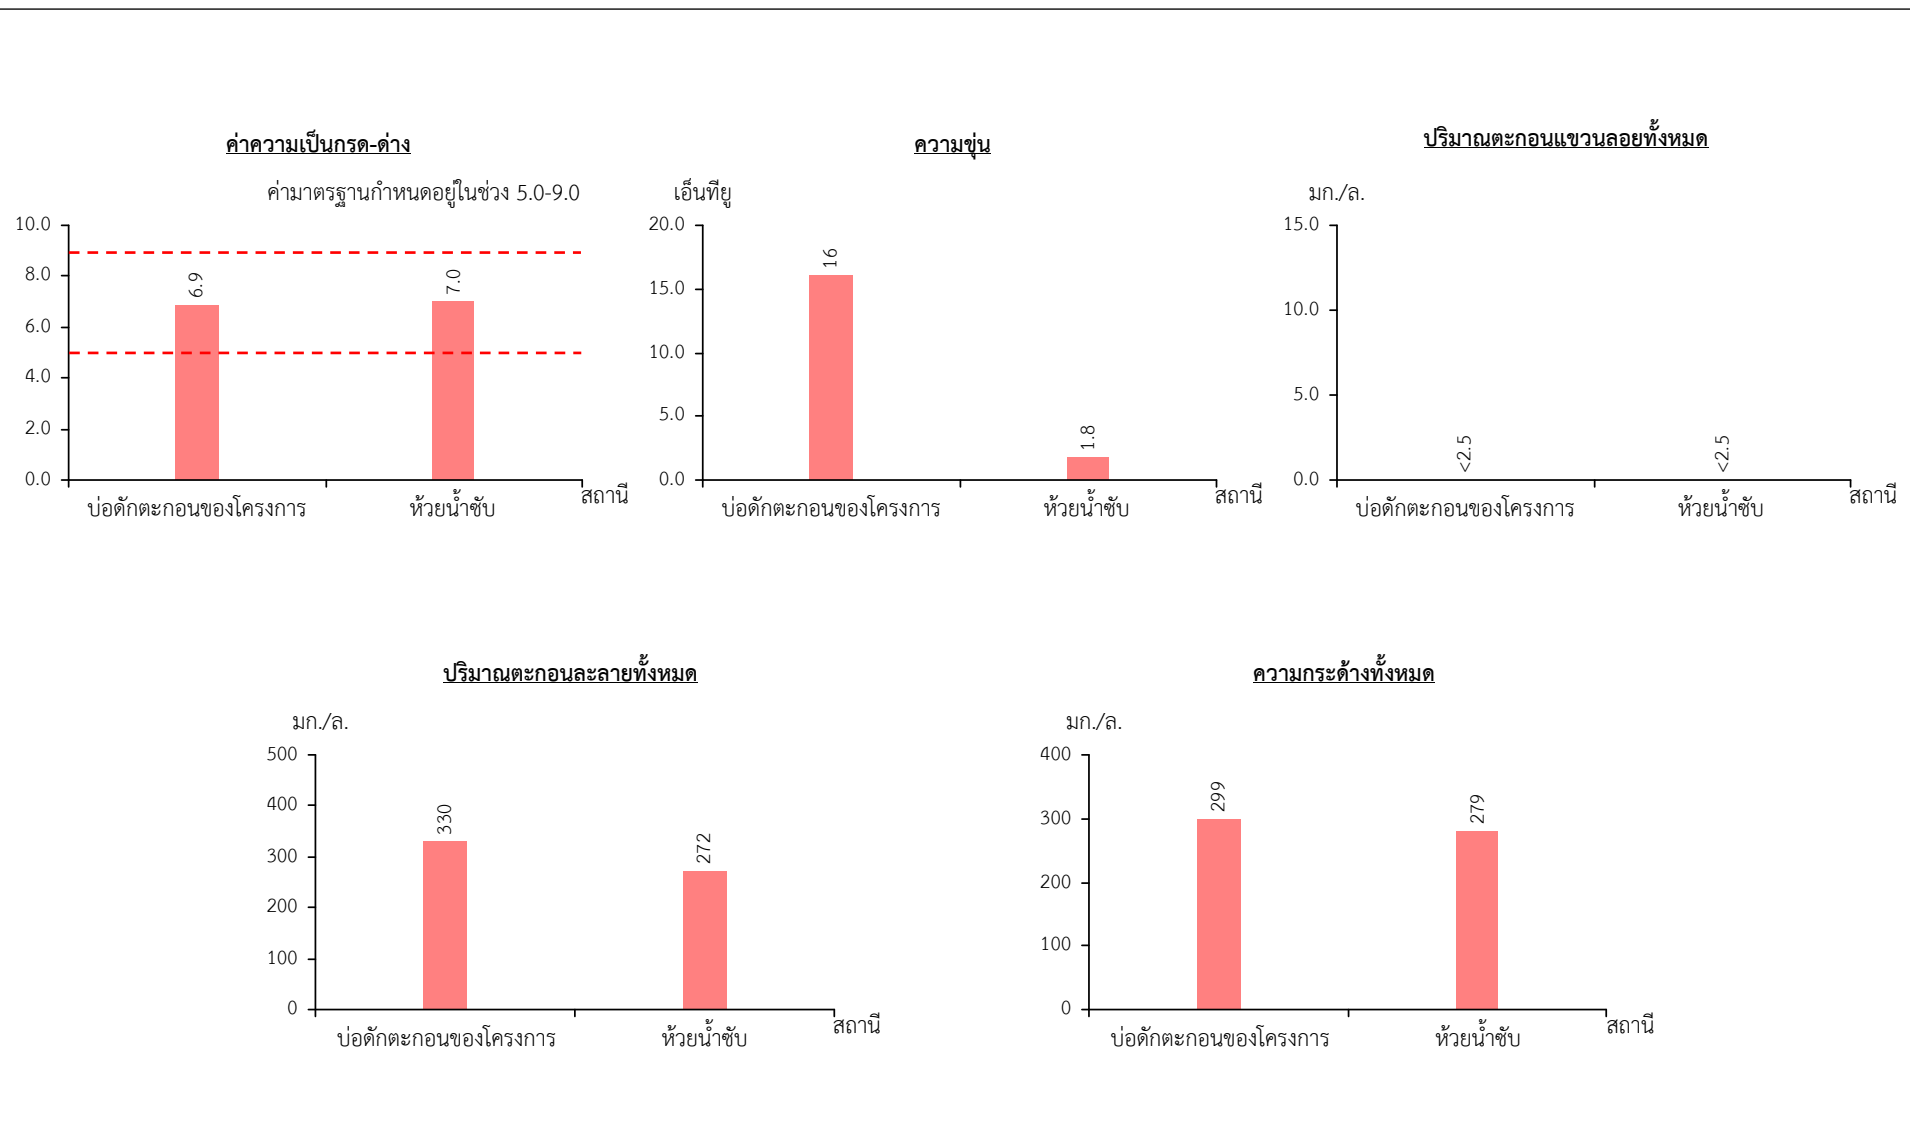 ค่าความเป็นกรด-ด่าง
ค่ามาตรฐานกำหนดอยู่ในช่วง 5.0-9.0
10.0
8.0
6.0
4.0
2.0
0.0
6.9
7.0
บ่อดักตะกอนของโครงการ
ห้วยน้ำซับ
สถานี
ความขุ่น
เอ็นทียู
20.0
15.0
10.0
5.0
0.0
16
1.8
บ่อดักตะกอนของโครงการ
ห้วยน้ำซับ
สถานี
ปริมาณตะกอนแขวนลอยทั้งหมด
มก./ล.
15.0
10.0
5.0
0.0
<2.5
<2.5
บ่อดักตะกอนของโครงการ
ห้วยน้ำซับ
สถานี
ปริมาณตะกอนละลายทั้งหมด
มก./ล.
500
400
300
200
100
0
330
272
บ่อดักตะกอนของโครงการ
ห้วยน้ำซับ
สถานี
ความกระด้างทั้งหมด
มก./ล.
400
300
200
100
0
299
279
บ่อดักตะกอนของโครงการ
ห้วยน้ำซับ
สถานี